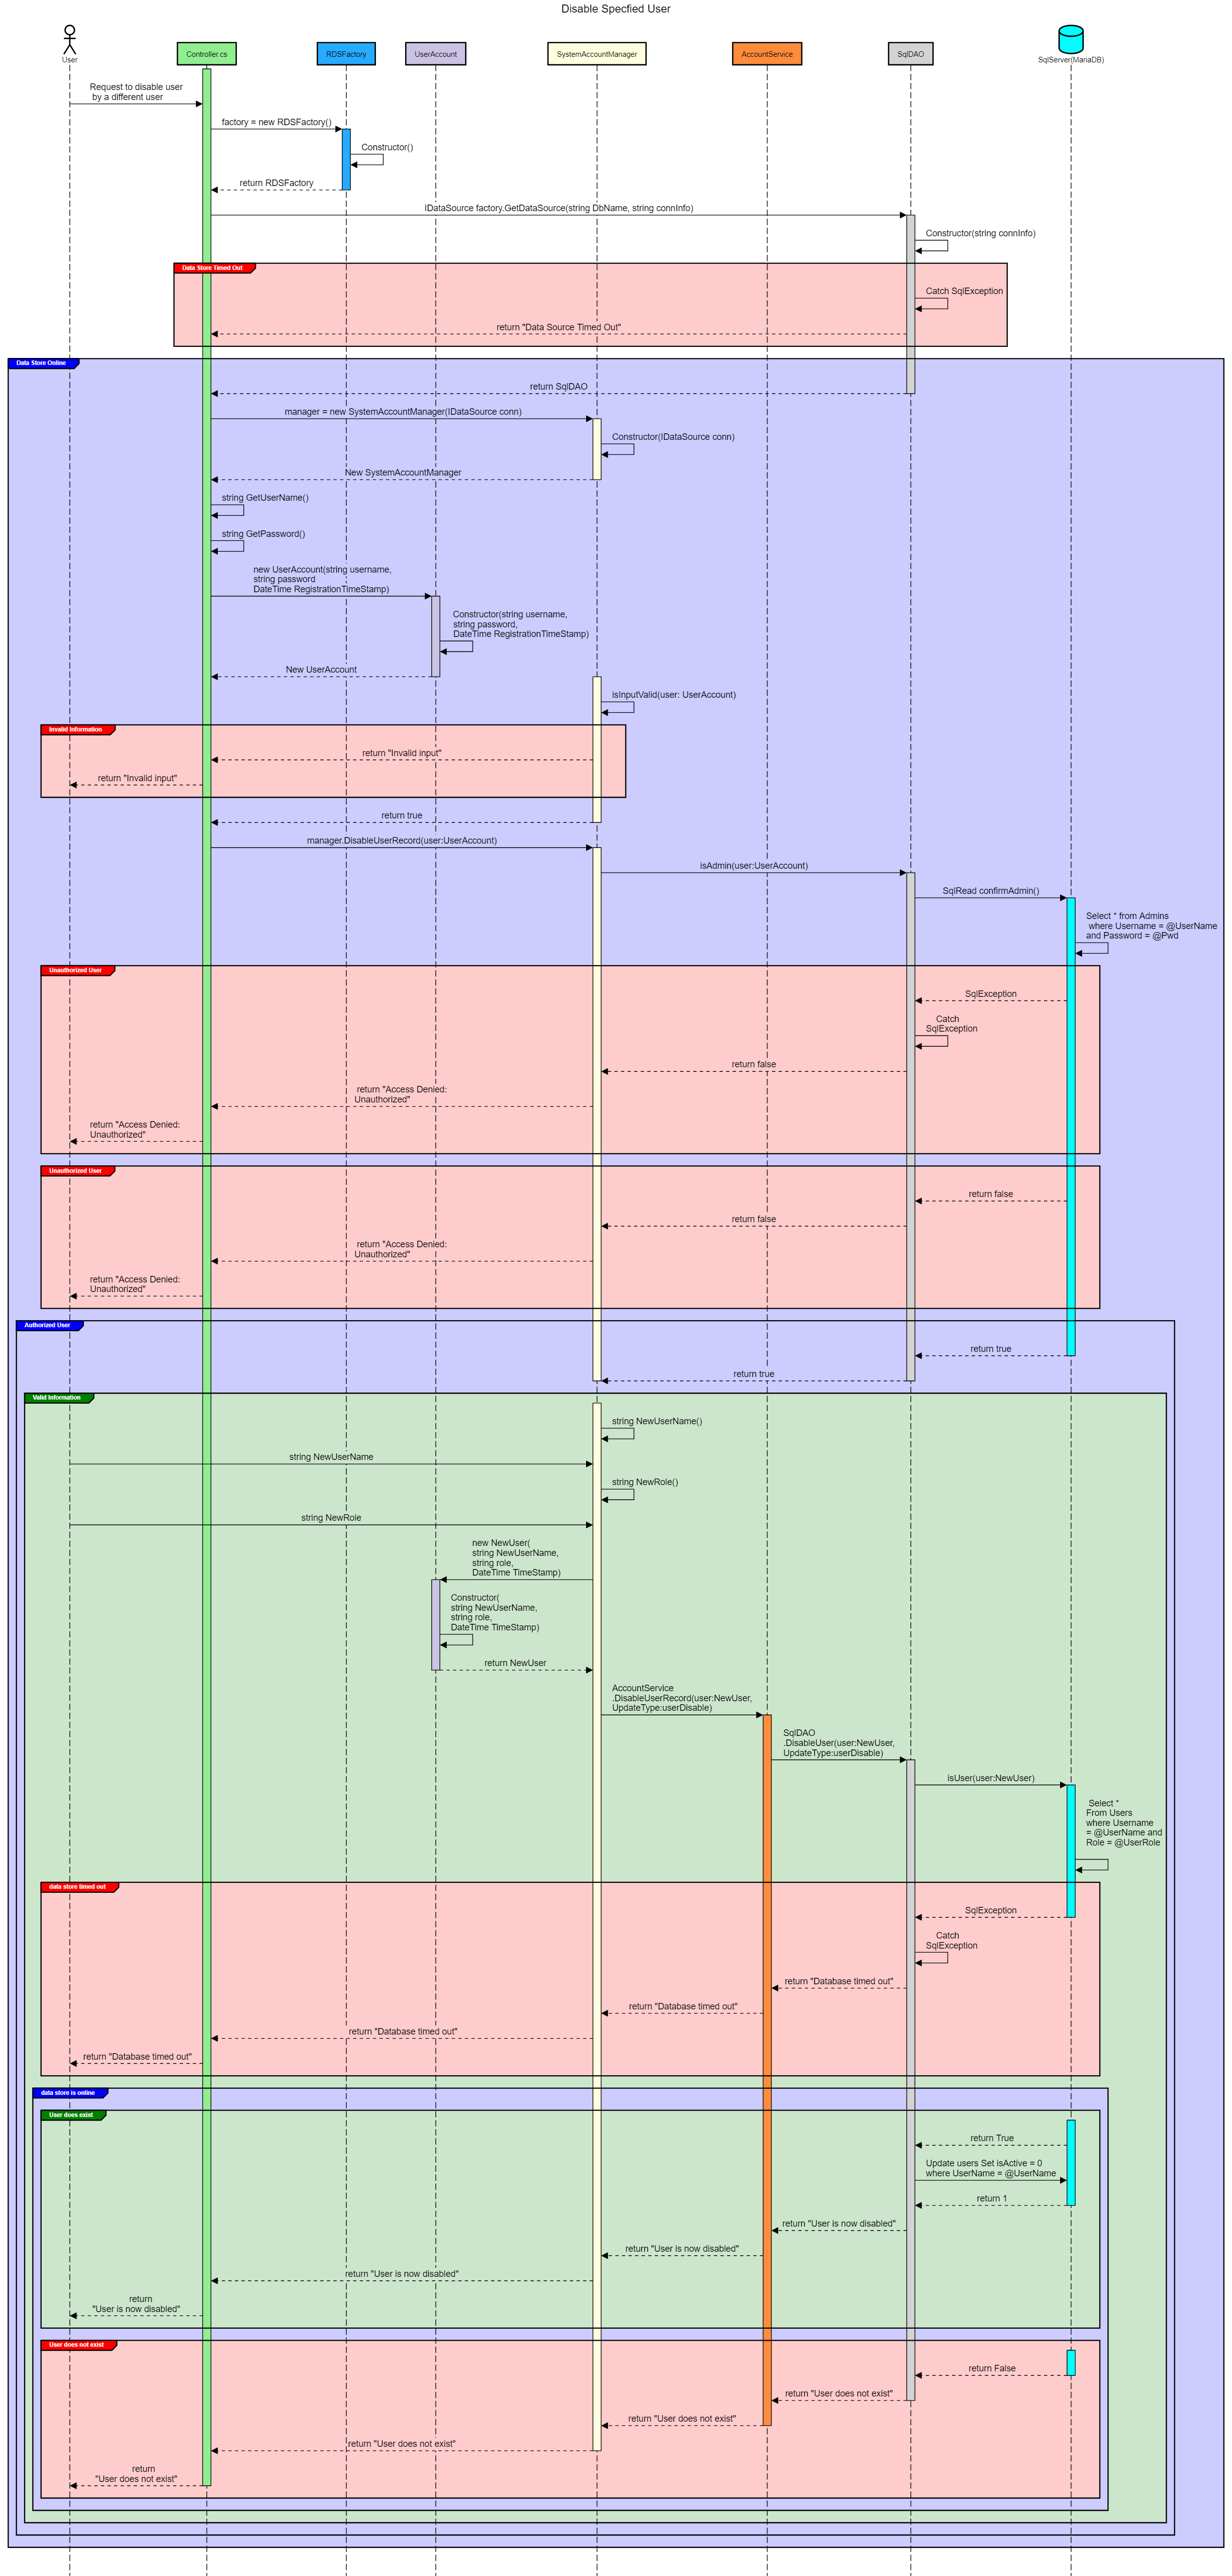 Disable Specfied User
User
Controller.cs
RDSFactory
UserAccount
SystemAccountManager
AccountService
SqlDAO
SqlServer(MariaDB)
Request to disable user
by a different user
factory = new RDSFactory()
Constructor()
return RDSFactory
IDataSource factory.GetDataSource(string DbName, string connInfo)
Constructor(string connInfo)
Data Store Timed Out
Catch SqlException
return "Data Source Timed Out"
Data Store Online
return SqlDAO
manager = new SystemAccountManager(IDataSource conn)
Constructor(IDataSource conn)
New SystemAccountManager
string GetUserName()
string GetPassword()
new UserAccount(string username,
string password
DateTime RegistrationTimeStamp)
Constructor(string username,
string password,
DateTime RegistrationTimeStamp)
New UserAccount
isInputValid(user: UserAccount)
Invalid Information
return "Invalid input"
return "Invalid input"
return true
manager.DisableUserRecord(user:UserAccount)
isAdmin(user:UserAccount)
SqlRead confirmAdmin()
Select * from Admins
where Username = @UserName
and Password = @Pwd
Unauthorized User
SqlException
Catch
SqlException
return false
return "Access Denied:
Unauthorized"
return "Access Denied:
Unauthorized"
Unauthorized User
return false
return false
return "Access Denied:
Unauthorized"
return "Access Denied:
Unauthorized"
Authorized User
return true
return true
Valid Information
string NewUserName()
string NewUserName
string NewRole()
string NewRole
new NewUser(
string NewUserName,
string role,
DateTime TimeStamp)
Constructor(
string NewUserName,
string role,
DateTime TimeStamp)
return NewUser
AccountService
.DisableUserRecord(user:NewUser,
UpdateType:userDisable)
SqlDAO
.DisableUser(user:NewUser,
UpdateType:userDisable)
isUser(user:NewUser)
Select *
From Users
where Username
= @UserName and
Role = @UserRole
data store timed out
SqlException
Catch
SqlException
return "Database timed out"
return "Database timed out"
return "Database timed out"
return "Database timed out"
data store is online
User does exist
return True
Update users Set isActive = 0
where UserName = @UserName
return 1
return "User is now disabled"
return "User is now disabled"
return "User is now disabled"
return
"User is now disabled"
User does not exist
return False
return "User does not exist"
return "User does not exist"
return "User does not exist"
return
"User does not exist"